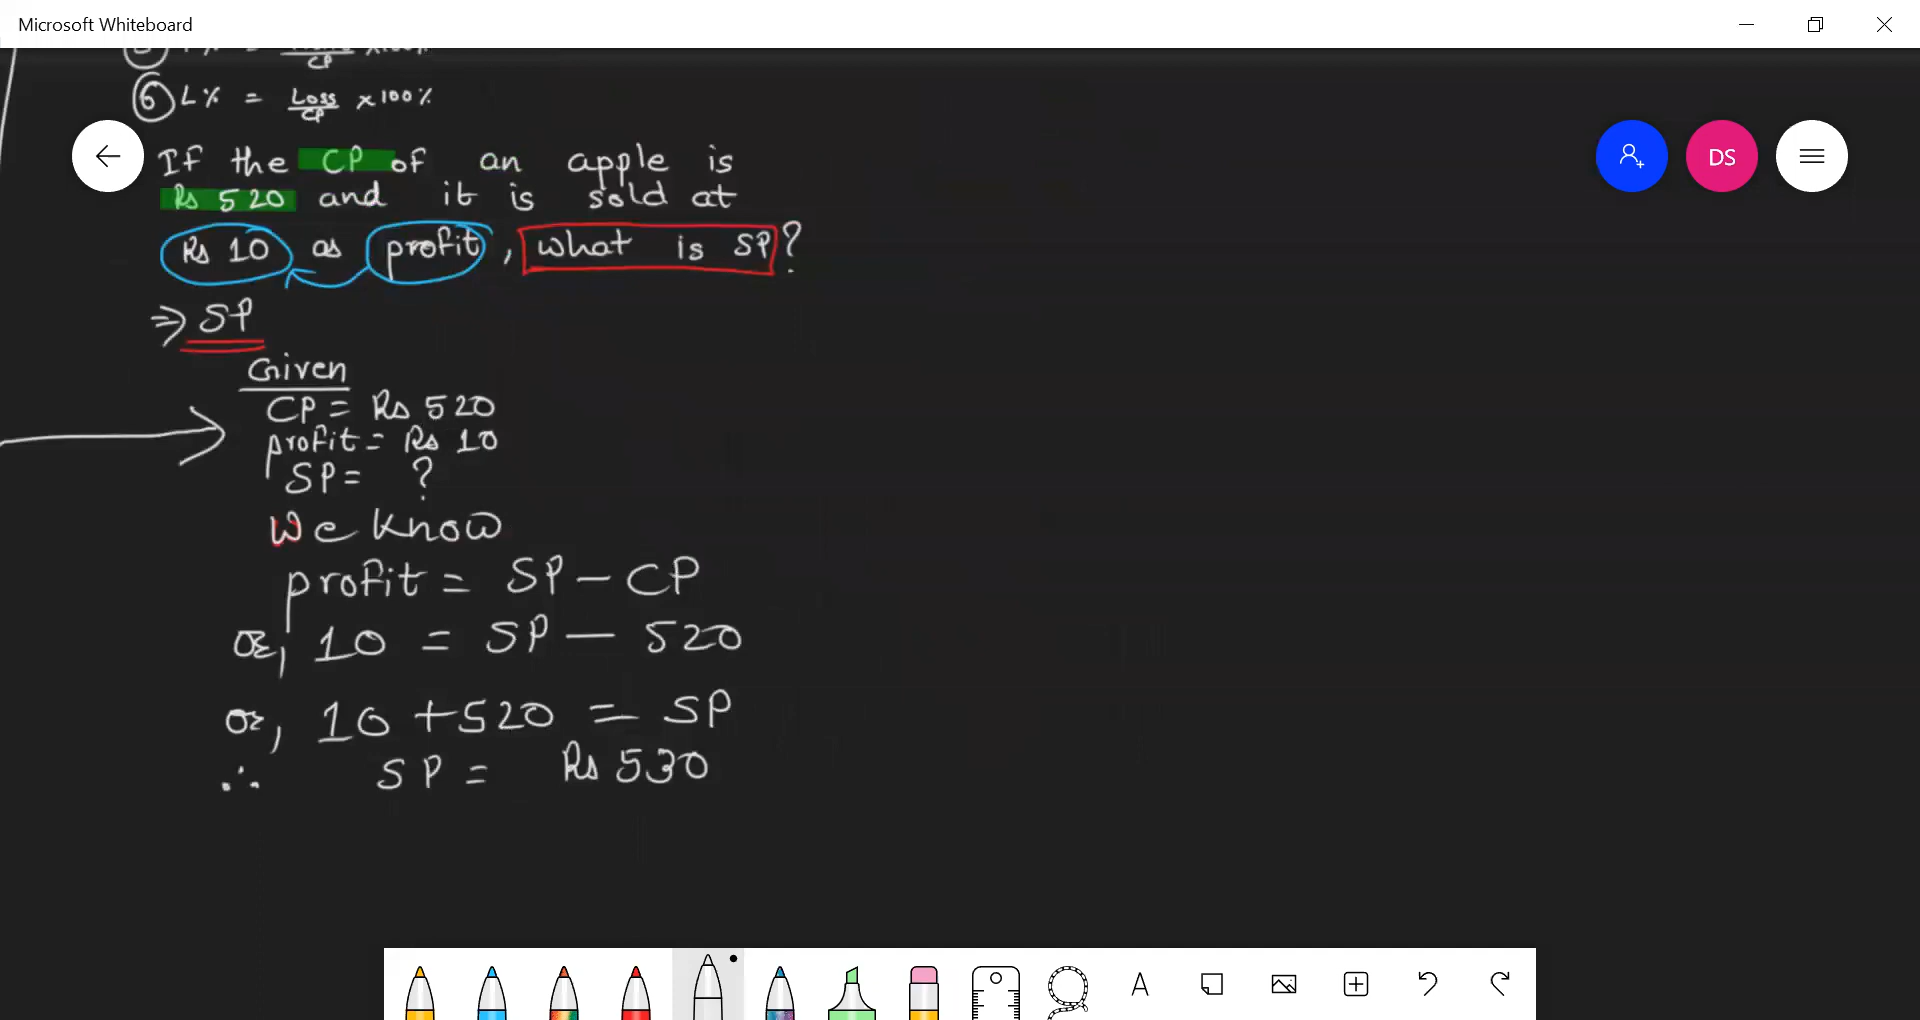 Microsoft Whiteboard
CP
⑥ L% = Loss/CP x100%
If the CP of an apple is
Rs 520 and it is sold at
Rs 10 as profit, what is SP?
⇒ SP
Given
CP = Rs 520
profit = Rs 10
SP = ?
We know
profit = SP - CP
or, 10 = SP - 520
or, 10 + 520 = SP
∴ SP = Rs 530
DS
A